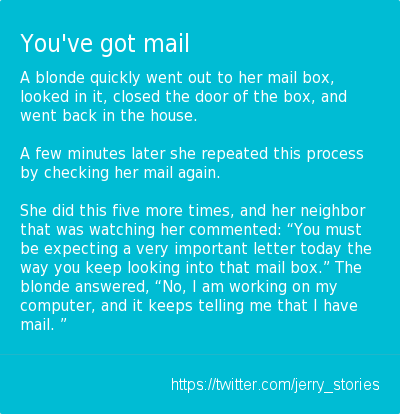 You've got mail
A blonde quickly went out to her mail box,
looked in it, closed the door of the box, and
went back in the house.
A few minutes later she repeated this process
by checking her mail again.
She did this five more times, and her neighbor
that was watching her commented: “You must
be expecting a very important letter today the
way you keep looking into that mail box.” The
blonde answered, “No, I am working on my
computer, and it keeps telling me that I have
mail. ”
https://twitter.com/jerry_stories